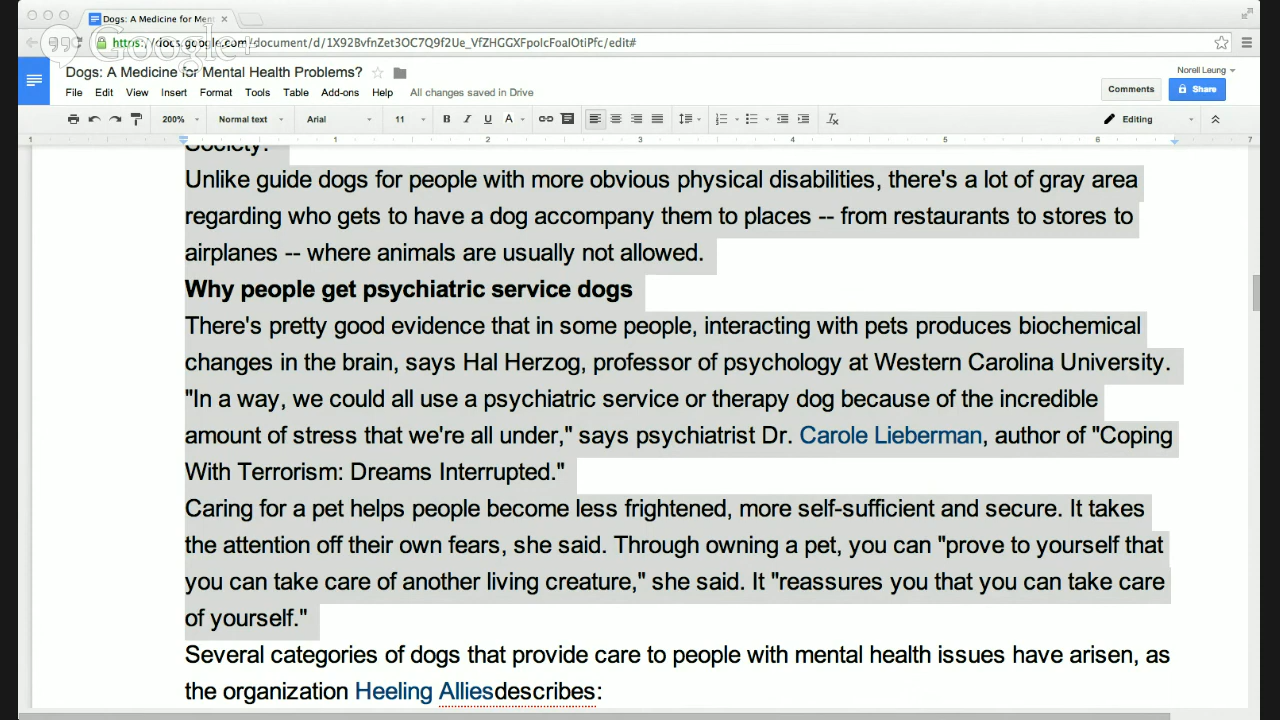 Dogs: A Medicine for Ment
Google+
https://docs.google.com/document/d/1X92BvfnZet3OC7Q9f2Ue_VfZHGGXFpolcFoalOtiPfc/edit#
Dogs: A Medicine for Mental Health Problems?
Norell Leung
File Edit View Insert Format Tools Table Add-ons Help All changes saved in Drive
Comments Share
200% Normal text Arial 11 B I U A Editing
1 1 2 3 4 5 6 7
Society.
Unlike guide dogs for people with more obvious physical disabilities, there's a lot of gray area
regarding who gets to have a dog accompany them to places -- from restaurants to stores to
airplanes -- where animals are usually not allowed.
Why people get psychiatric service dogs
There's pretty good evidence that in some people, interacting with pets produces biochemical
changes in the brain, says Hal Herzog, professor of psychology at Western Carolina University.
"In a way, we could all use a psychiatric service or therapy dog because of the incredible
amount of stress that we're all under," says psychiatrist Dr. Carole Lieberman, author of "Coping
With Terrorism: Dreams Interrupted."
Caring for a pet helps people become less frightened, more self-sufficient and secure. It takes
the attention off their own fears, she said. Through owning a pet, you can "prove to yourself that
you can take care of another living creature," she said. It "reassures you that you can take care
of yourself."
Several categories of dogs that provide care to people with mental health issues have arisen, as
the organization Heeling Alliesdescribes: